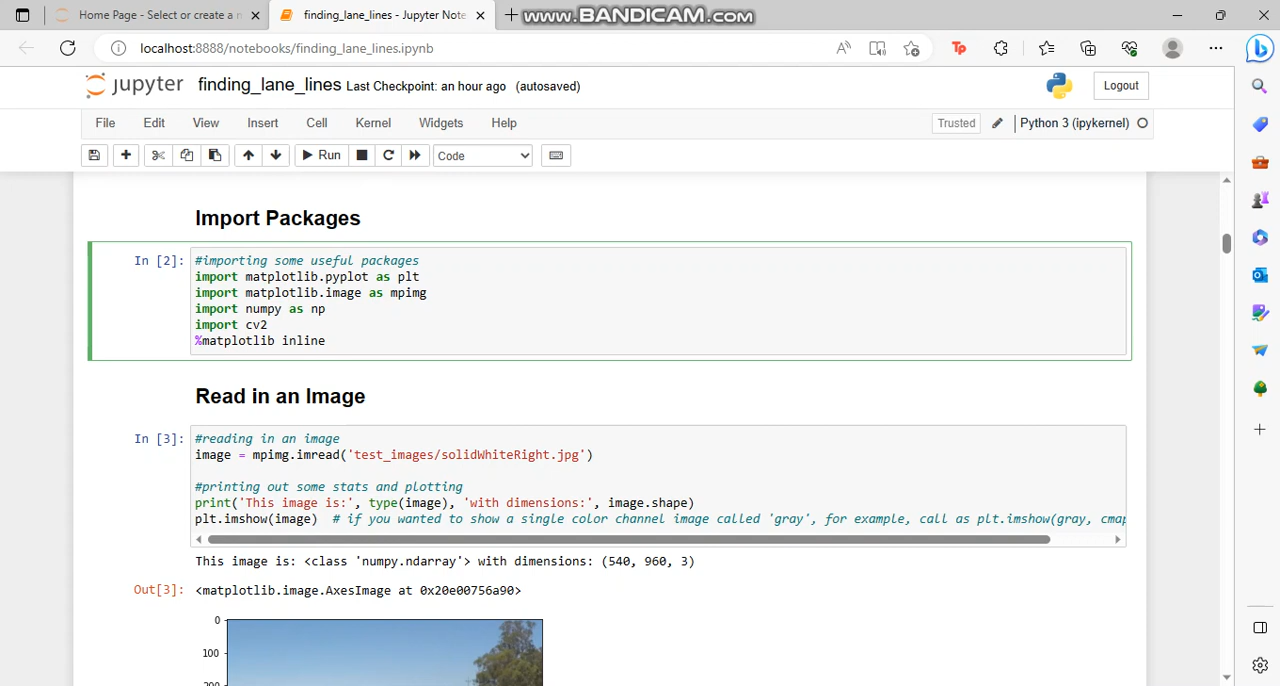 Home Page - Select or create a n
finding_lane_lines - Jupyter Note
www.BANDICAM.com
localhost:8888/notebooks/finding_lane_lines.ipynb
jupyter finding_lane_lines Last Checkpoint: an hour ago (autosaved)
Logout
File Edit View Insert Cell Kernel Widgets Help
Trusted
Python 3 (ipykernel)
Run
Code
Import Packages
In [2]: #importing some useful packages
import matplotlib.pyplot as plt
import matplotlib.image as mpimg
import numpy as np
import cv2
%matplotlib inline
Read in an Image
In [3]: #reading in an image
image = mpimg.imread('test_images/solidWhiteRight.jpg')
#printing out some stats and plotting
print('This image is:', type(image), 'with dimensions:', image.shape)
plt.imshow(image)  # if you wanted to show a single color channel image called 'gray', for example, call as plt.imshow(gray, cmap
This image is: <class 'numpy.ndarray'> with dimensions: (540, 960, 3)
Out[3]: <matplotlib.image.AxesImage at 0x20e00756a90>
0
100
200